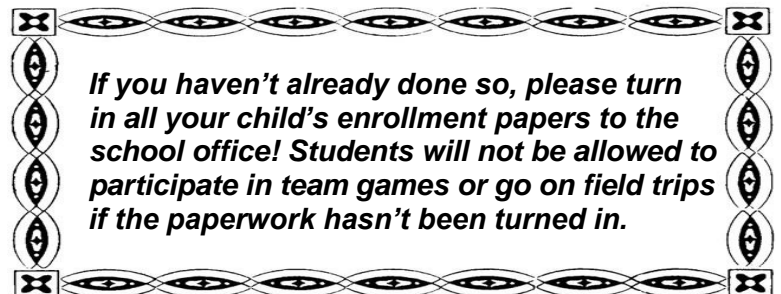 If you haven’t already done so, please turn
in all your child’s enrollment papers to the
school office! Students will not be allowed to
participate in team games or go on field trips
if the paperwork hasn’t been turned in.